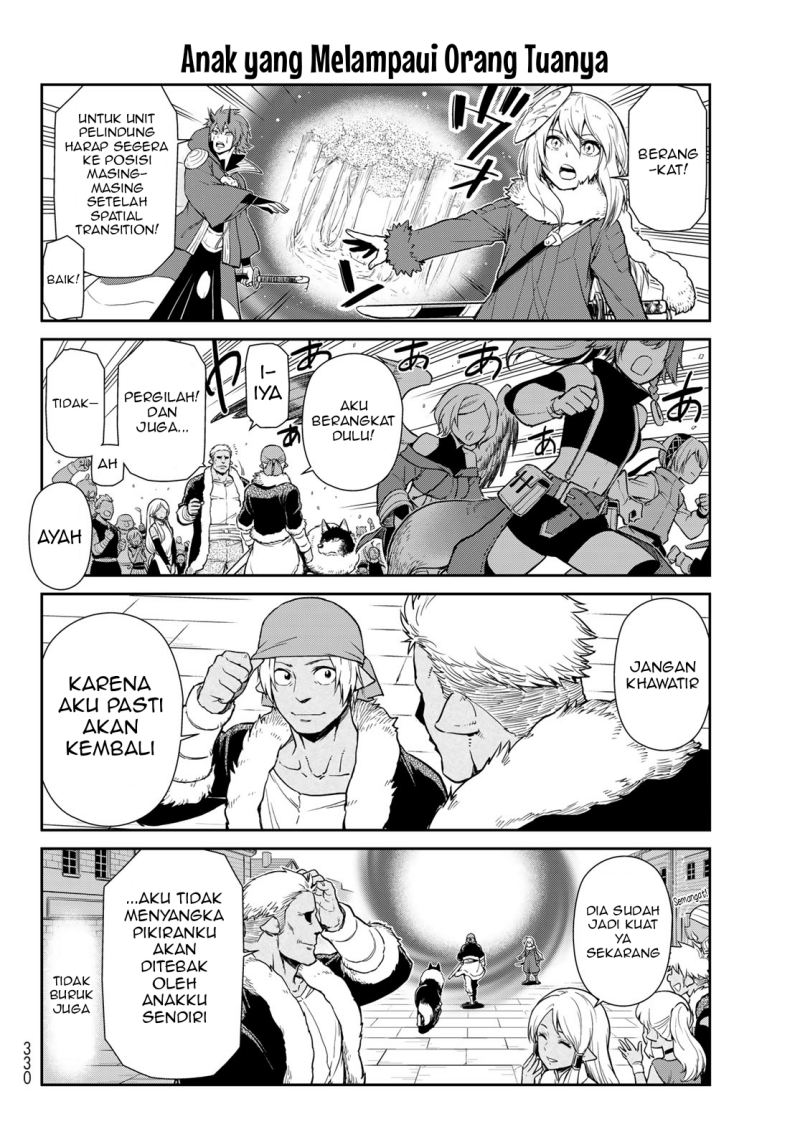 Anak yang Melampaui Orang Tuanya
BERANG
-KAT!
UNTUK UNIT
PELINDUNG
HARAP SEGERA
KE POSISI
MASING-
MASING
SETELAH
SPATIAL
TRANSITION!
BAIK!
AKU
BERANGKAT
DULU!
I-
IYA
PERGILAH!
DAN
JUGA...
TIDAK-
AH
AYAH
JANGAN
KHAWATIR
KARENA
AKU PASTI
AKAN
KEMBALI
Semangat!
DIA SUDAH
JADI KUAT
YA
SEKARANG
...AKU TIDAK
MENYANGKA
PIKIRANKU
AKAN
DITEBAK
OLEH
ANAKKU
SENDIRI
TIDAK
BURUK
JUGA
330